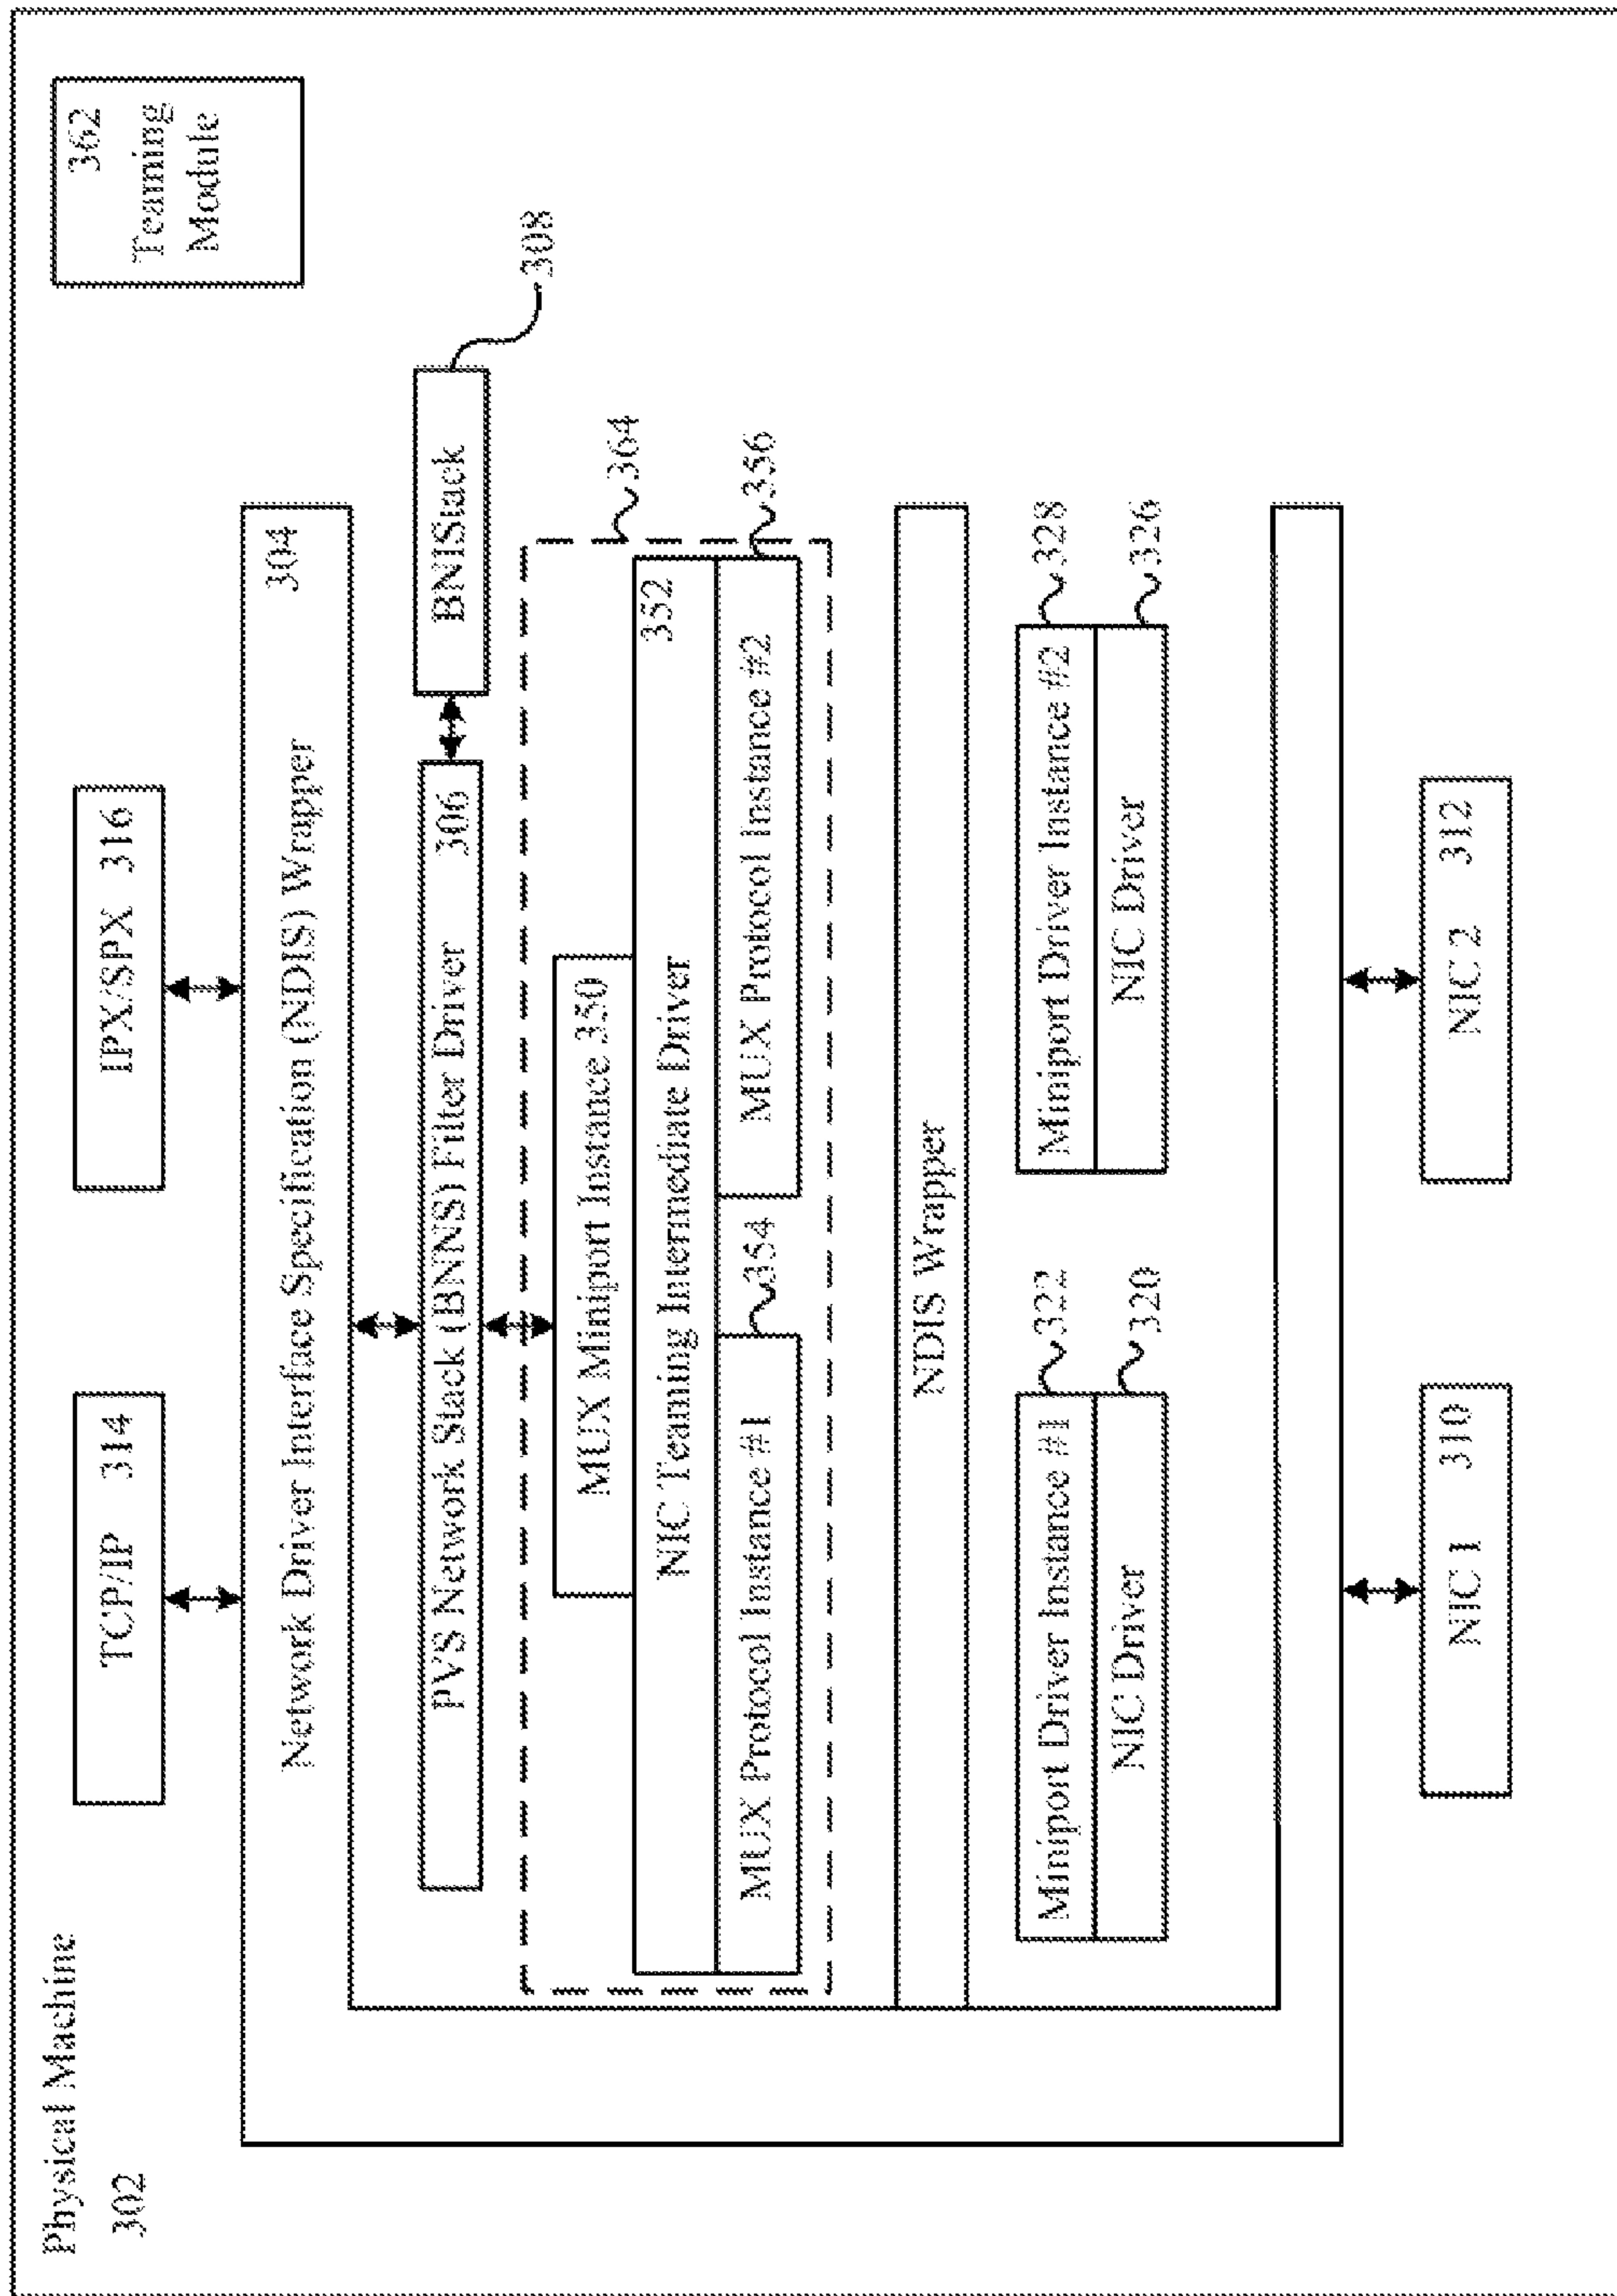 Physical Machine
302
362
Teaming
Module
TCP/IP 314
IPX/SPX 316
304
Network Driver Interface Specification (NDIS) Wrapper
PVS Network Stack (BNNS) Filter Driver 306
BNIStack
308
364
MUX Miniport Instance 350
352
NIC Teaming Intermediate Driver
MUX Protocol Instance #1
354
MUX Protocol Instance #2
356
NDIS Wrapper
Miniport Driver Instance #1
322
NIC Driver
320
Miniport Driver Instance #2
328
NIC Driver
326
NIC 1 310
NIC 2 312